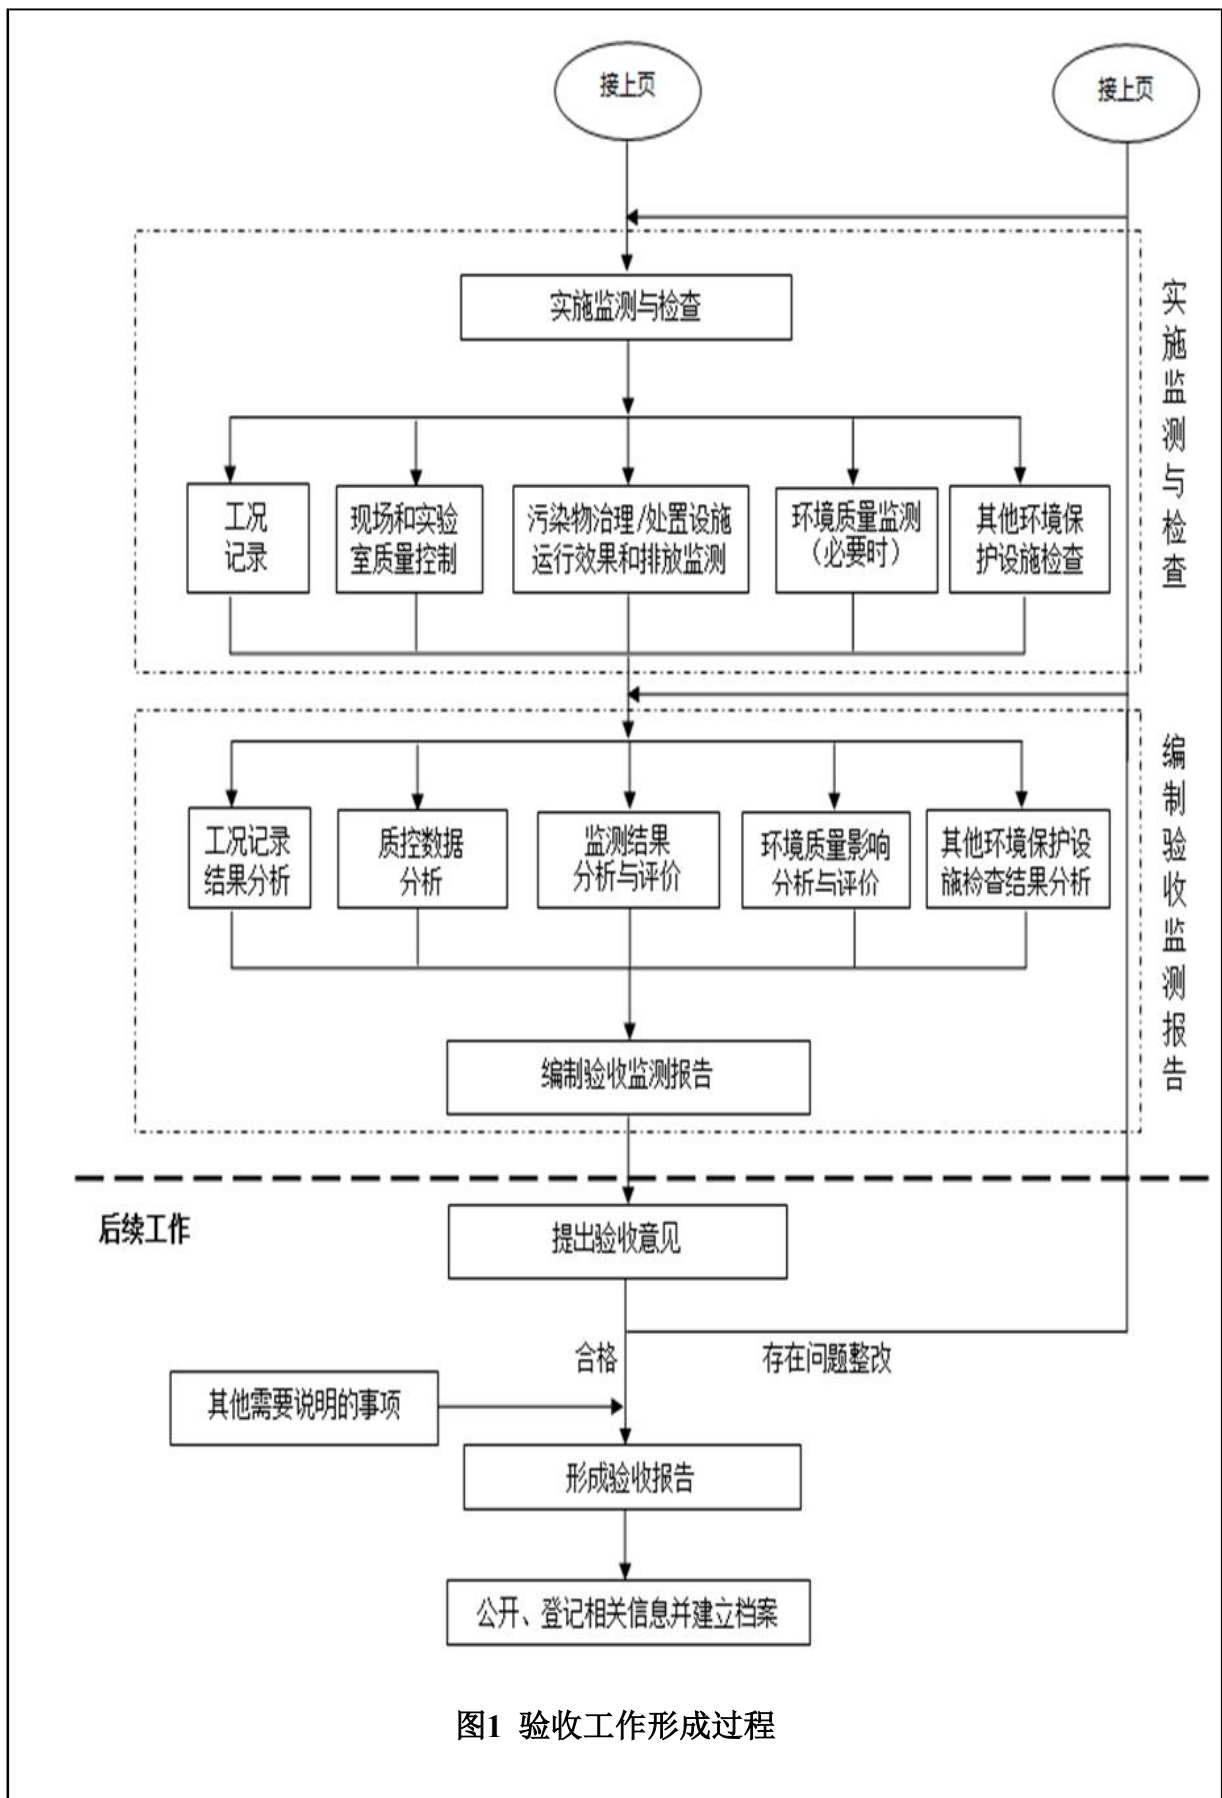 接上页
接上页
实施监测与检查
实施监测与检查
工况
记录
现场和实验
室质量控制
污染物治理/处置设施
运行效果和排放监测
环境质量监测
（必要时）
其他环境保
护设施检查
编制验收监测报告
工况记录
结果分析
质控数据
分析
监测结果
分析与评价
环境质量影响
分析与评价
其他环境保护设
施检查结果分析
编制验收监测报告
后续工作
提出验收意见
合格
存在问题整改
其他需要说明的事项
形成验收报告
公开、登记相关信息并建立档案
图1 验收工作形成过程